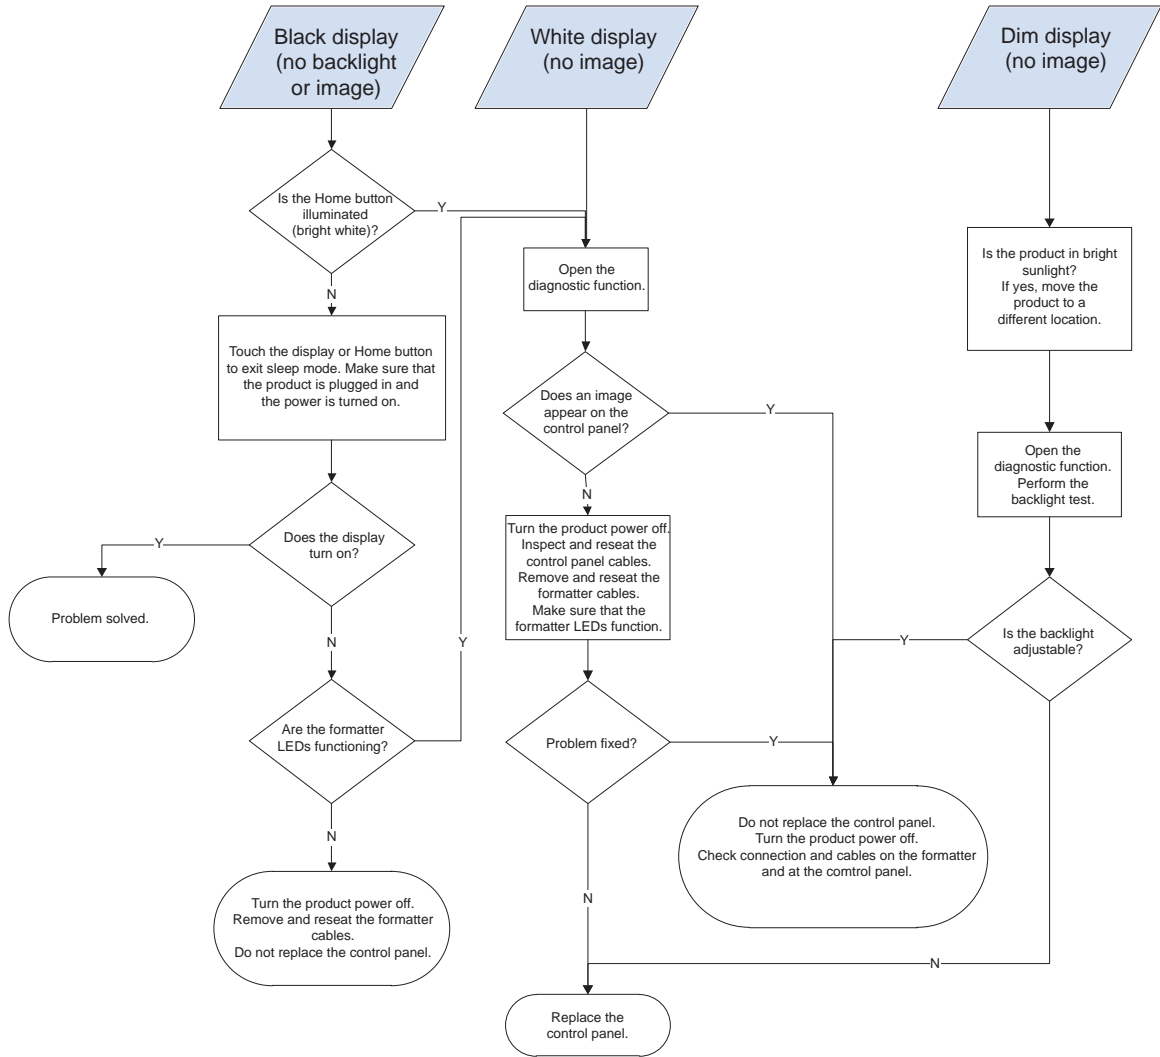 Black display
(no backlight
or image)
White display
(no image)
Dim display
(no image)
Is the Home button
illuminated
(bright white)?
Y
N
Touch the display or Home button
to exit sleep mode. Make sure that
the product is plugged in and
the power is turned on.
Does the display
turn on?
Y
Problem solved.
N
Are the formatter
LEDs functioning?
Y
N
Turn the product power off.
Remove and reseat the formatter
cables.
Do not replace the control panel.
Open the
diagnostic function.
Does an image
appear on the
control panel?
Y
N
Turn the product power off.
Inspect and reseat the
control panel cables.
Remove and reseat the
formatter cables.
Make sure that the
formatter LEDs function.
Problem fixed?
Y
N
Do not replace the control panel.
Turn the product power off.
Check connection and cables on the formatter
and at the comtrol panel.
Replace the
control panel.
Is the product in bright
sunlight?
If yes, move the
product to a
different location.
Open the
diagnostic function.
Perform the
backlight test.
Is the backlight
adjustable?
Y
N